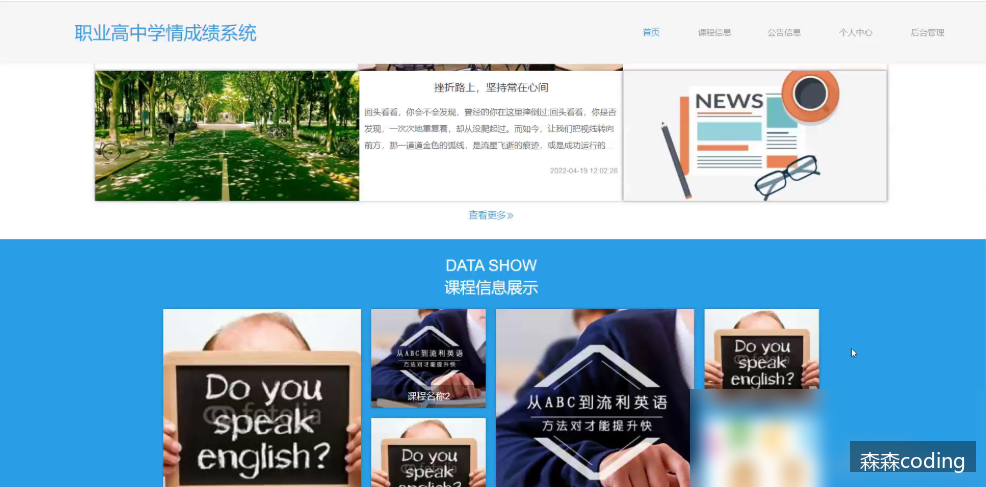 职业高中学情成绩系统
首页 课程信息 公告信息 个人中心 后台管理
挫折路上，坚持常在心间
回头看看，你会不会发现，曾经的你在这里摔倒过;回头看看，你是否
发现，一次次地重复着，却从没爬起过。而如今，让我们把视线转向
前方，那一道道金色的弧线，是流星飞逝的痕迹，或是成功运行的...
2022-04-19 12:02:26
NEWS
查看更多»
DATA SHOW
课程信息展示
Do you
speak
english?
fotolia
从ABC到流利英语
方法对才能提升快
课程名称2
Do you
speak
english?
从ABC到流利英语
方法对才能提升快
Do you
speak
english?
森森coding